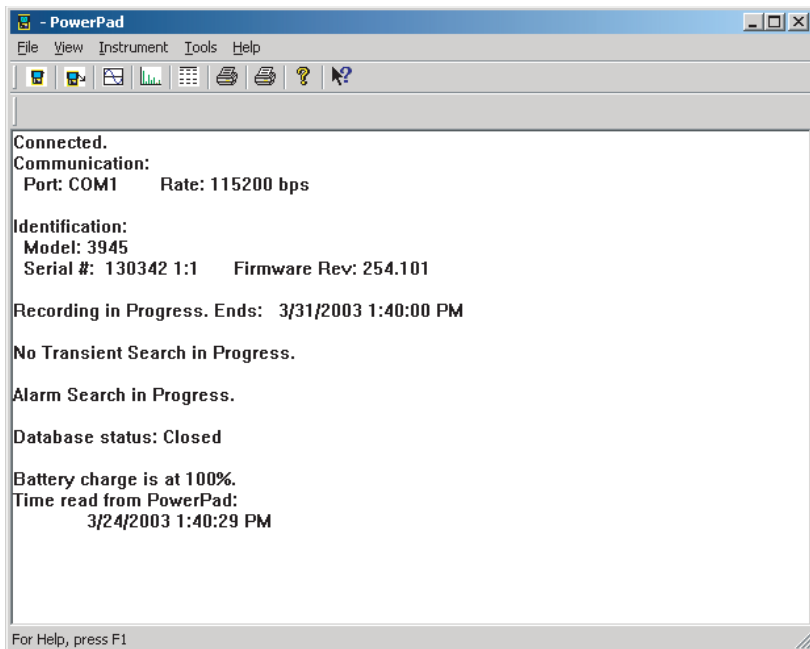 - PowerPad
File View Instrument Tools Help
Connected.
Communication:
Port: COM1 Rate: 115200 bps
Identification:
Model: 3945
Serial #: 130342 1:1 Firmware Rev: 254.101
Recording in Progress. Ends: 3/31/2003 1:40:00 PM
No Transient Search in Progress.
Alarm Search in Progress.
Database status: Closed
Battery charge is at 100%.
Time read from PowerPad:
3/24/2003 1:40:29 PM
For Help, press F1